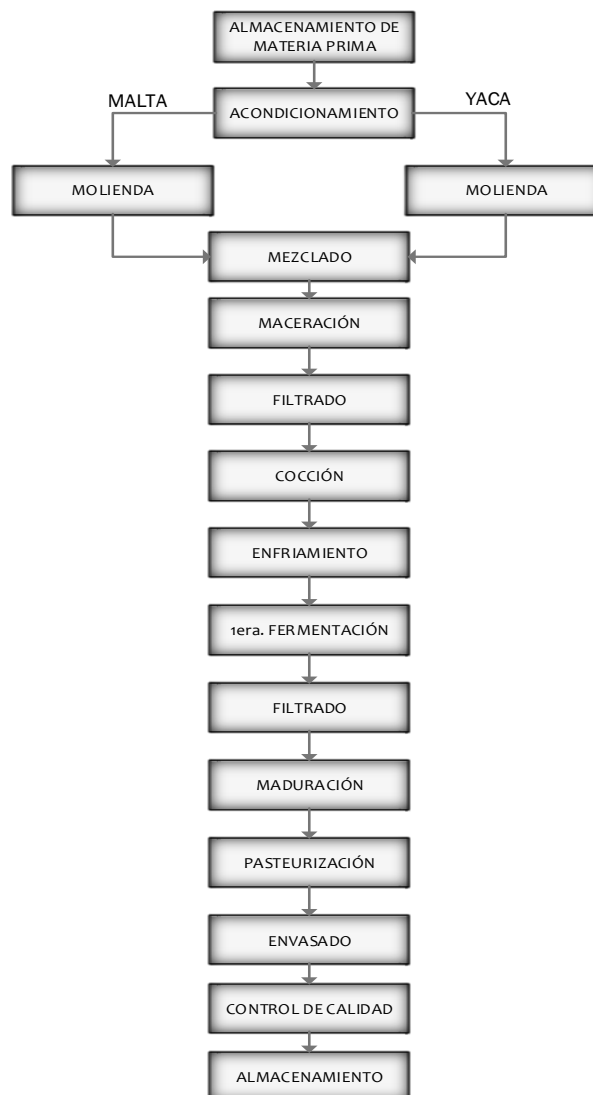 ALMACENAMIENTO DE
MATERIA PRIMA
MALTA
YACA
ACONDICIONAMIENTO
MOLIENDA
MOLIENDA
MEZCLADO
MACERACIÓN
FILTRADO
COCCIÓN
ENFRIAMIENTO
1era. FERMENTACIÓN
FILTRADO
MADURACIÓN
PASTEURIZACIÓN
ENVASADO
CONTROL DE CALIDAD
ALMACENAMIENTO